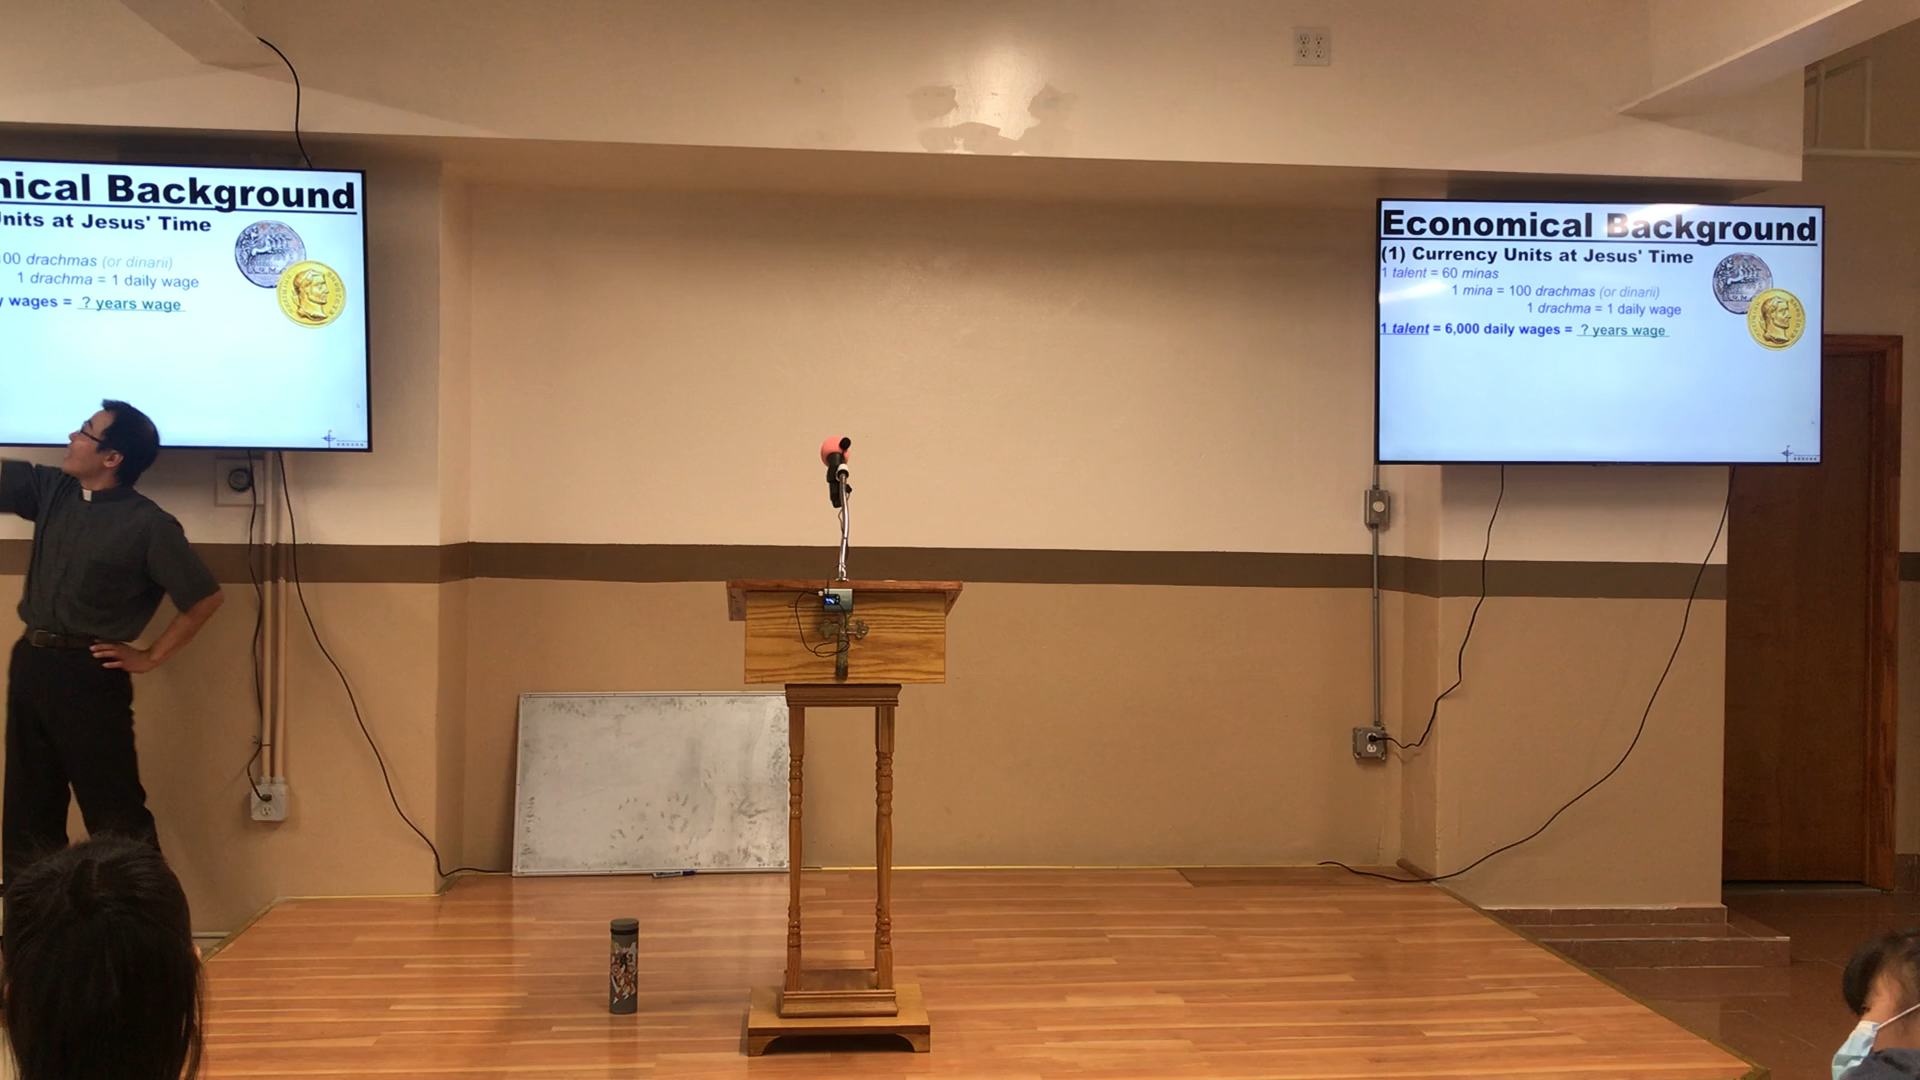 nical Background
Units at Jesus' Time
00 drachmas (or dinarii)
1 drachma = 1 daily wage
y wages = ? years wage
Economical Background
(1) Currency Units at Jesus' Time
1 talent = 60 minas
1 mina = 100 drachmas (or dinarii)
1 drachma = 1 daily wage
1 talent = 6,000 daily wages = ? years wage